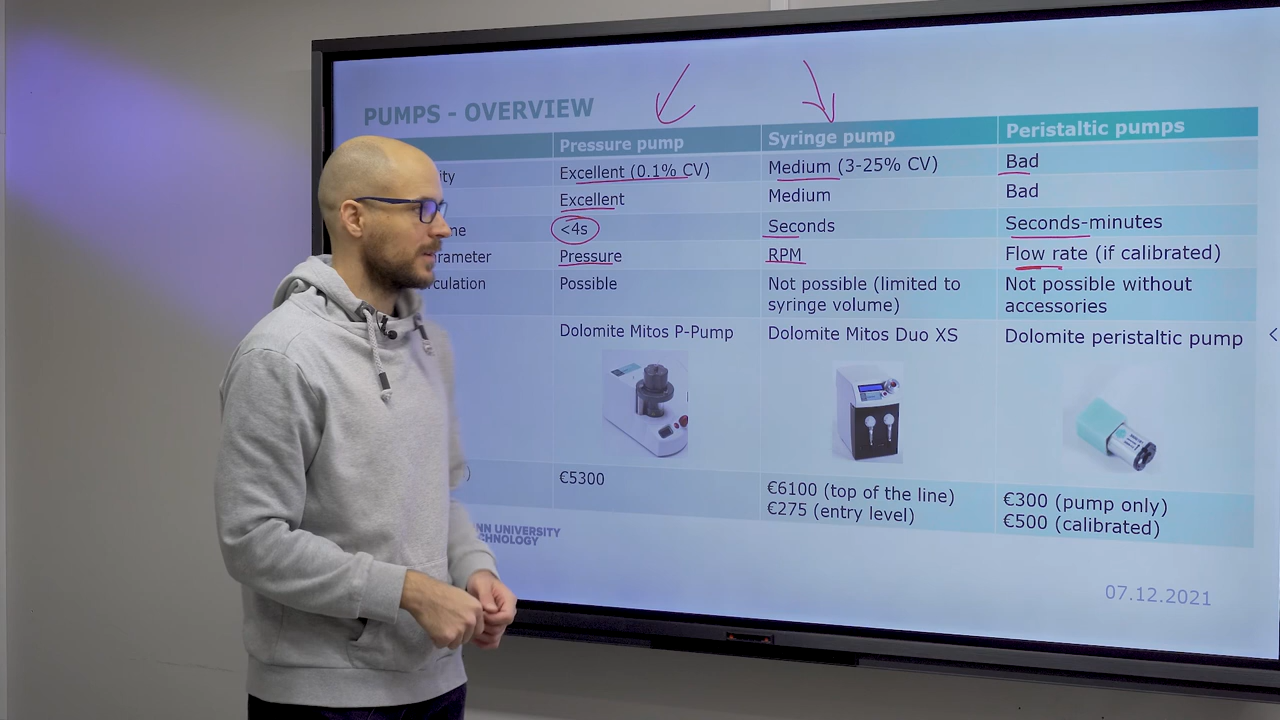 PUMPS - OVERVIEW
Pressure pump Syringe pump Peristaltic pumps
ity Excellent (0.1% CV) Medium (3-25% CV) Bad
Excellent Medium Bad
me <4s Seconds Seconds-minutes
rameter Pressure RPM Flow rate (if calibrated)
culation Possible Not possible (limited to syringe volume) Not possible without accessories
Dolomite Mitos P-Pump Dolomite Mitos Duo XS Dolomite peristaltic pump
) €5300 €6100 (top of the line) €300 (pump only)
€275 (entry level) €500 (calibrated)
NN UNIVERSITY
CHNOLOGY
07.12.2021